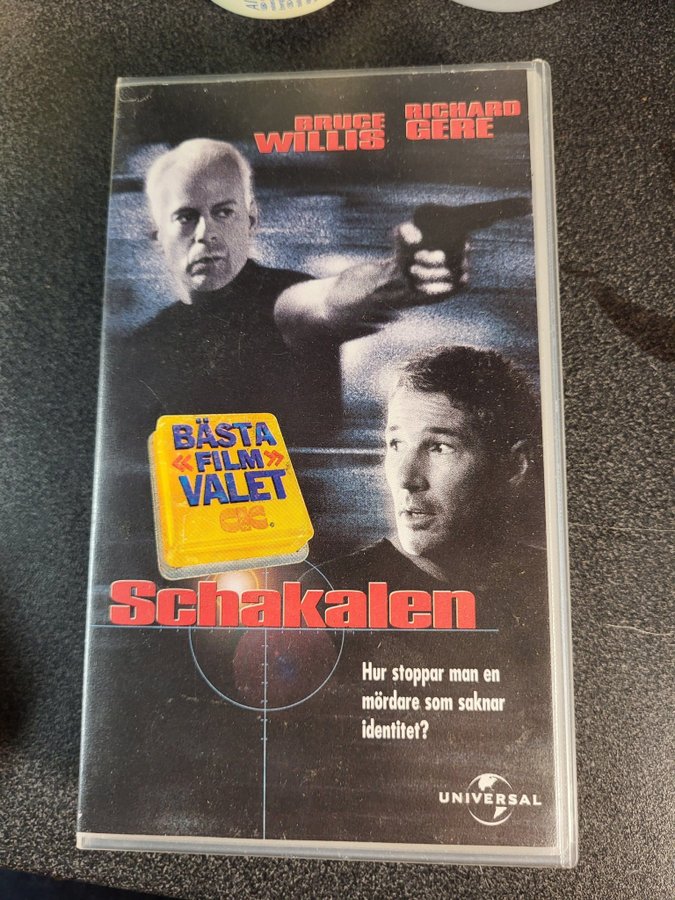 BRUCE
WILLIS
RICHARD
GERE
BÄSTA
«FILM»
VALET
CIC®
Schakalen
Hur stoppar man en
mördare som saknar
identitet?
UNIVERSAL